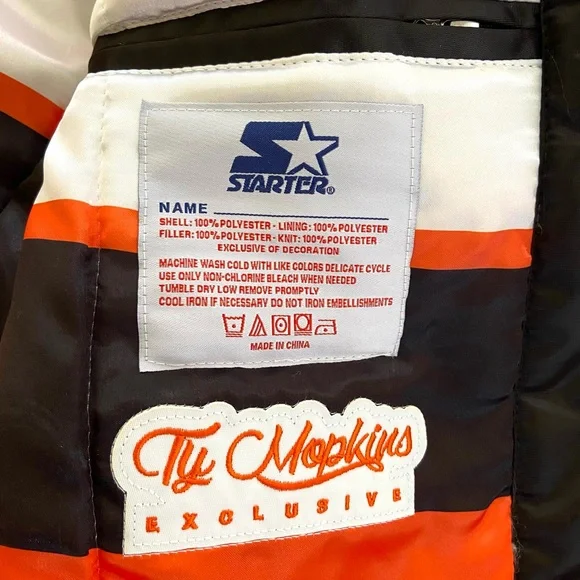 STARTER®
NAME
SHELL: 100% POLYESTER - LINING: 100% POLYESTER
FILLER: 100% POLYESTER - KNIT: 100% POLYESTER
EXCLUSIVE OF DECORATION
MACHINE WASH COLD WITH LIKE COLORS DELICATE CYCLE
USE ONLY NON-CHLORINE BLEACH WHEN NEEDED
TUMBLE DRY LOW REMOVE PROMPTLY
COOL IRON IF NECESSARY DO NOT IRON EMBELLISHMENTS
MADE IN CHINA
Ty Mopkins
EXCLUSIVE